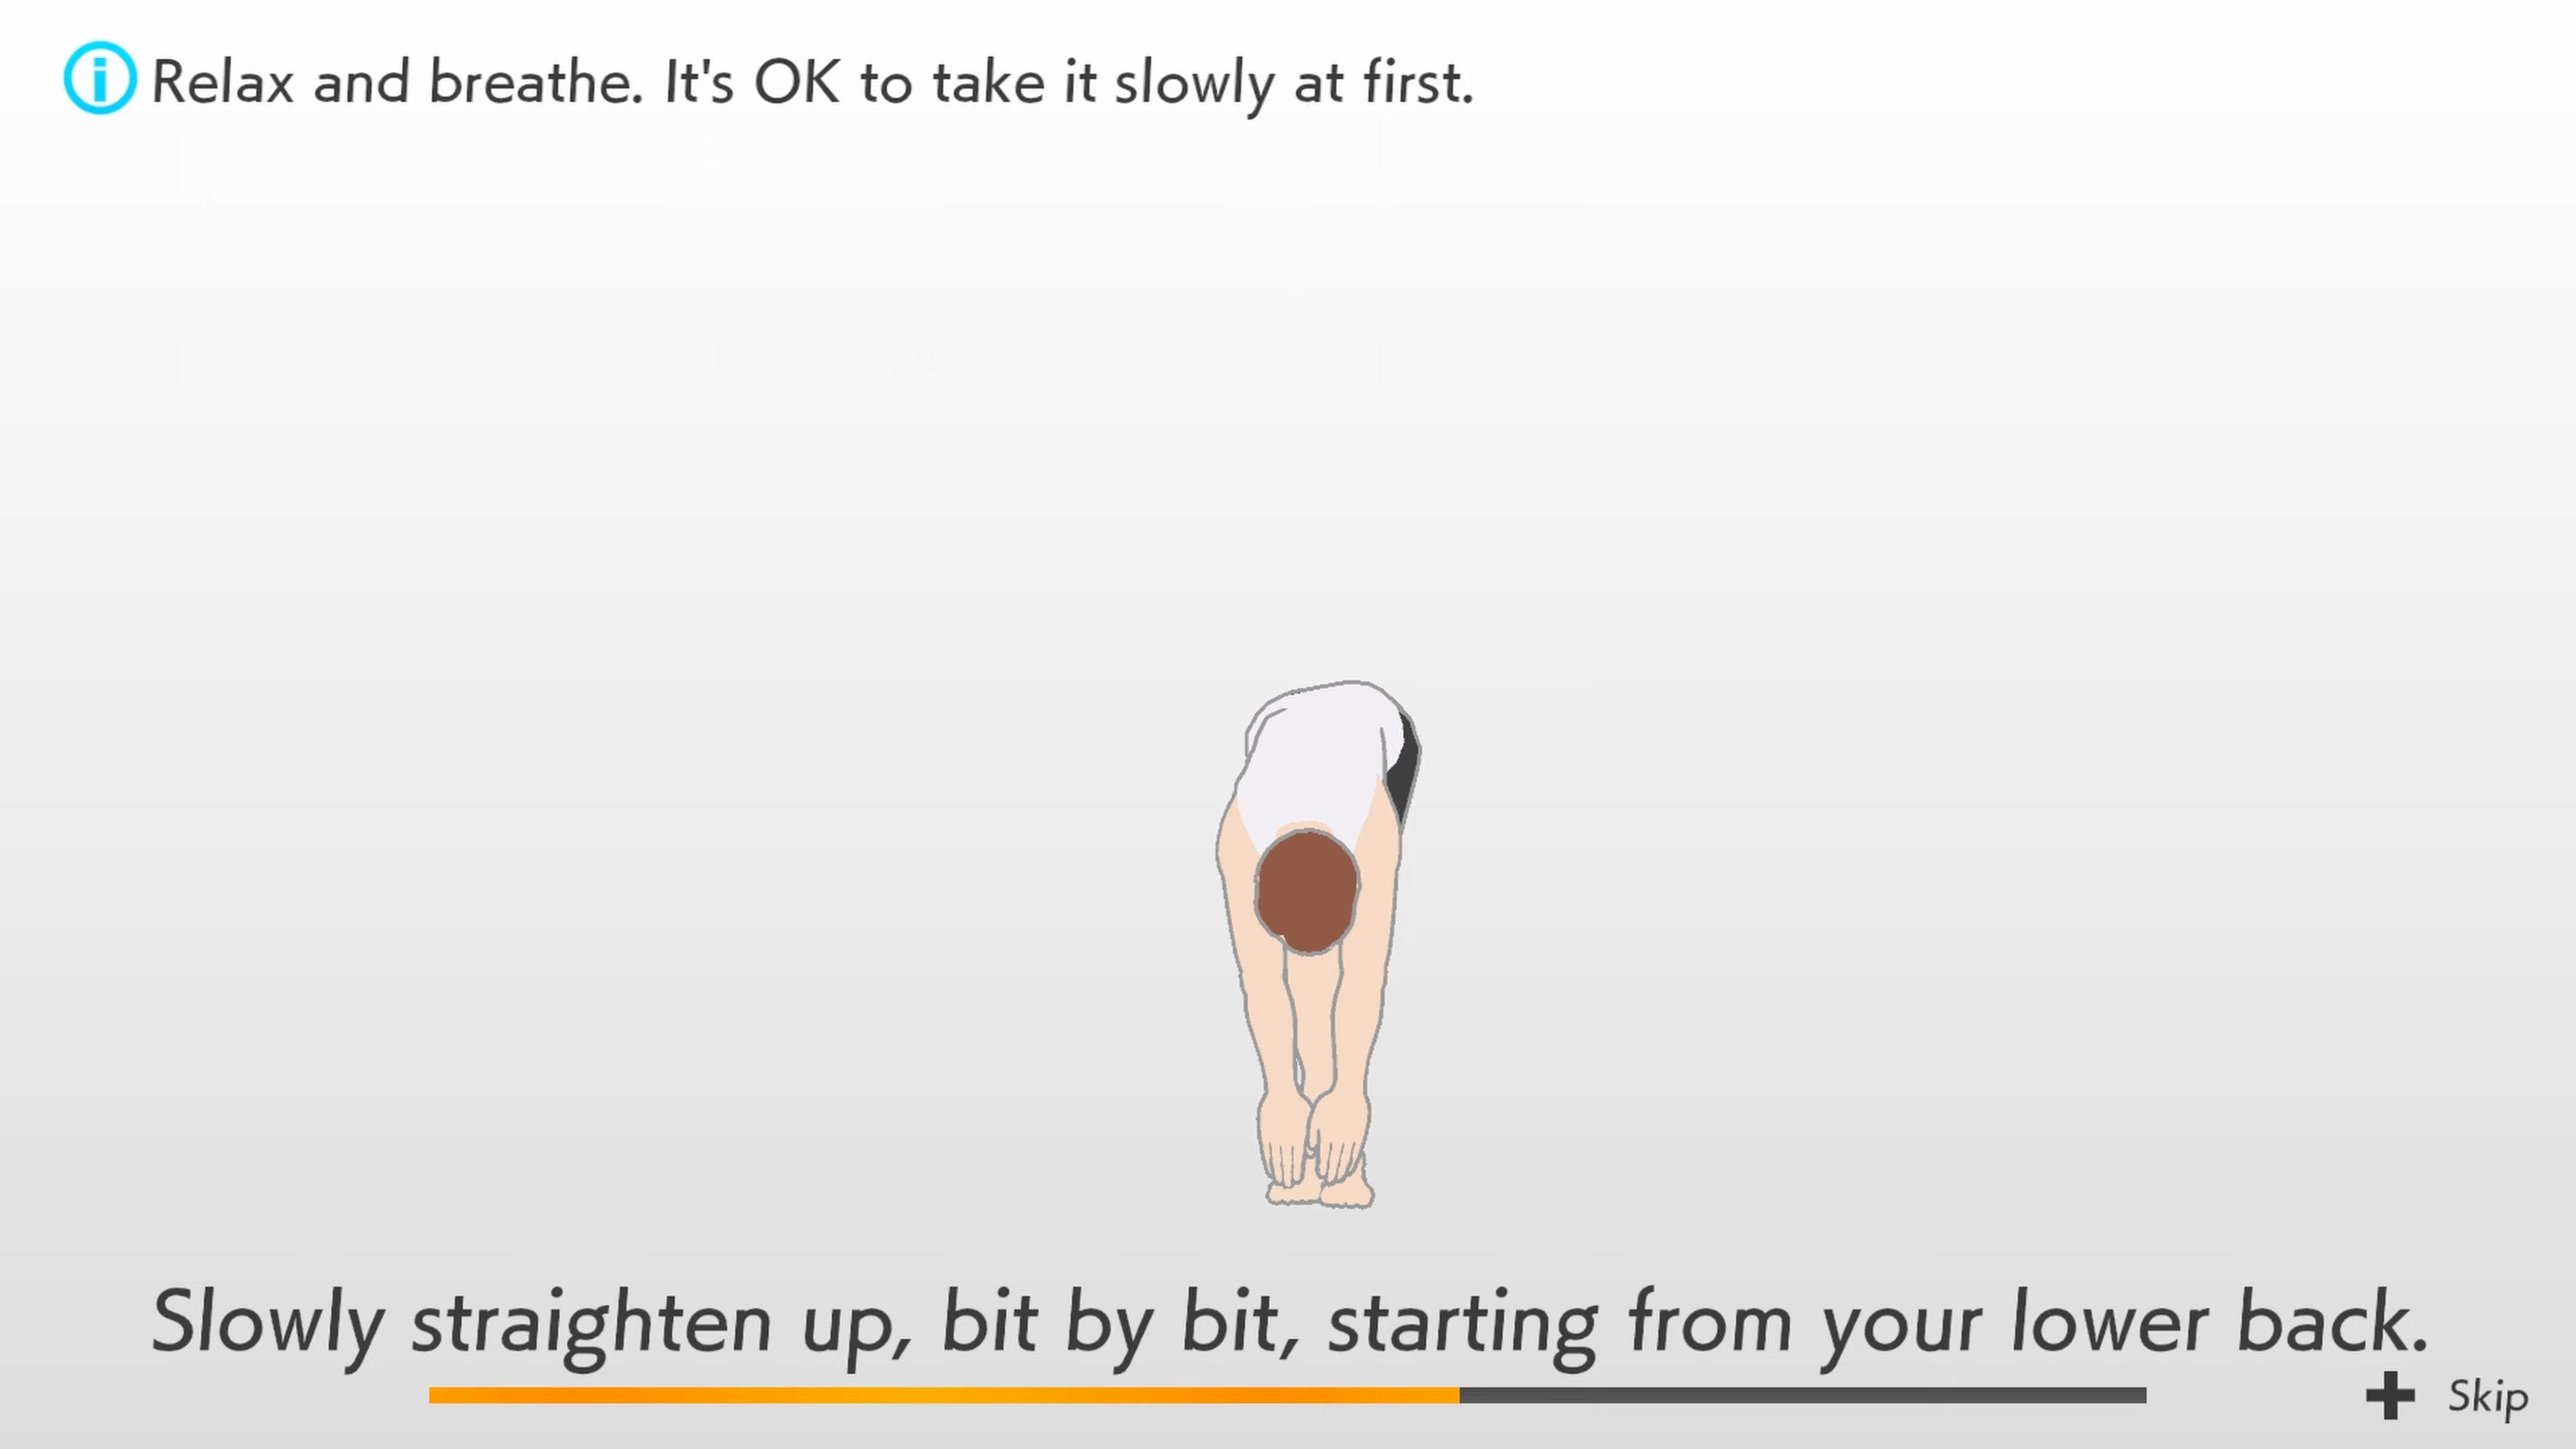 Relax and breathe. It's OK to take it slowly at first.
Slowly straighten up, bit by bit, starting from your lower back.
Skip